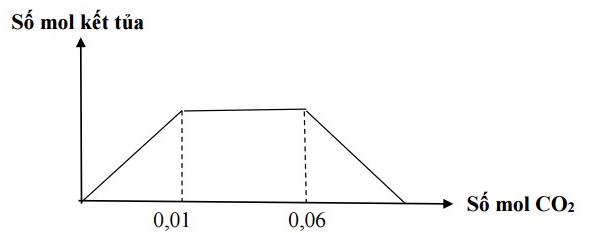 Số mol kết tủa
Số mol CO₂
0,01
0,06